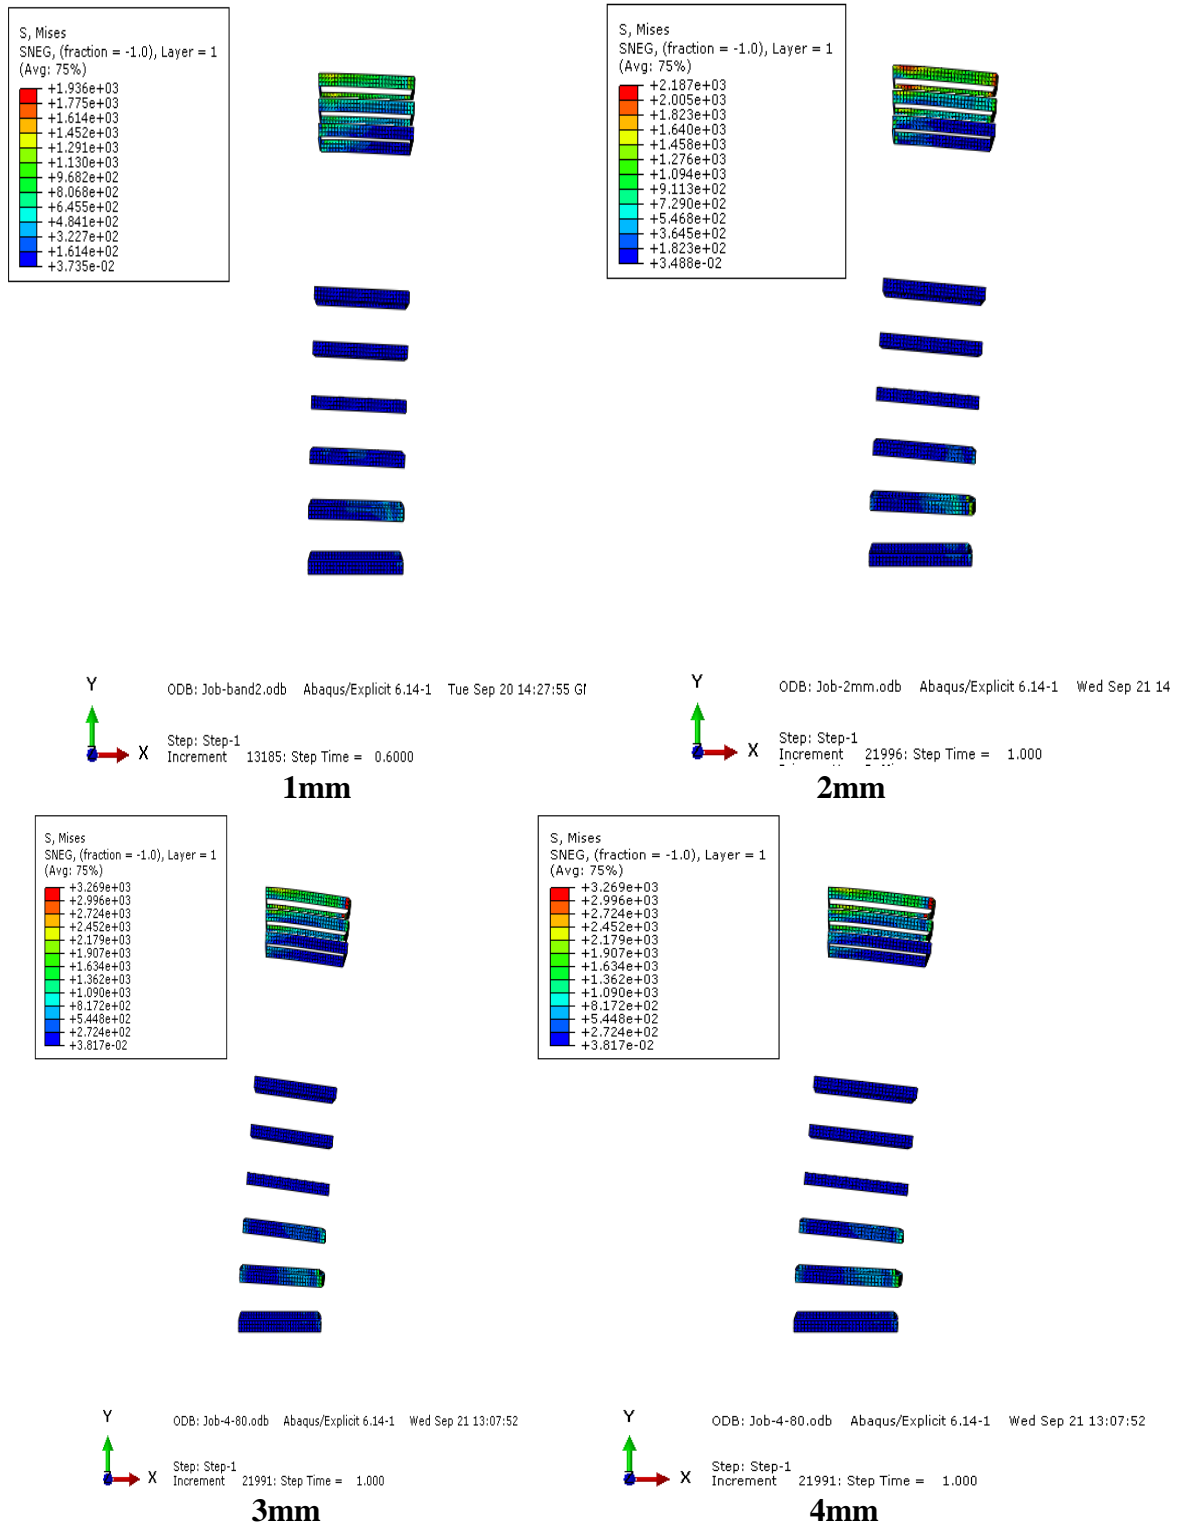 S, Mises
SNEG, (fraction = -1.0), Layer = 1
(Avg: 75%)
+1.936e+03
+1.775e+03
+1.614e+03
+1.452e+03
+1.291e+03
+1.130e+03
+9.682e+02
+8.068e+02
+6.455e+02
+4.841e+02
+3.227e+02
+1.614e+02
+3.735e-02
Y
X
ODB: Job-band2.odb Abaqus/Explicit 6.14-1 Tue Sep 20 14:27:55
Step: Step-1
Increment 13185: Step Time = 0.6000
1mm
S, Mises
SNEG, (fraction = -1.0), Layer = 1
(Avg: 75%)
+2.187e+03
+2.005e+03
+1.823e+03
+1.640e+03
+1.458e+03
+1.276e+03
+1.094e+03
+9.113e+02
+7.290e+02
+5.468e+02
+3.645e+02
+1.823e+02
+3.488e-02
Y
X
ODB: Job-2mm.odb Abaqus/Explicit 6.14-1 Wed Sep 21 14
Step: Step-1
Increment 21996: Step Time = 1.000
2mm
S, Mises
SNEG, (fraction = -1.0), Layer = 1
(Avg: 75%)
+3.269e+03
+2.996e+03
+2.724e+03
+2.452e+03
+2.179e+03
+1.907e+03
+1.634e+03
+1.362e+03
+1.090e+03
+8.172e+02
+5.448e+02
+2.724e+02
+3.817e-02
Y
X
ODB: Job-4-80.odb Abaqus/Explicit 6.14-1 Wed Sep 21 13:07:52
Step: Step-1
Increment 21991: Step Time = 1.000
3mm
S, Mises
SNEG, (fraction = -1.0), Layer = 1
(Avg: 75%)
+3.269e+03
+2.996e+03
+2.724e+03
+2.452e+03
+2.179e+03
+1.907e+03
+1.634e+03
+1.362e+03
+1.090e+03
+8.172e+02
+5.448e+02
+2.724e+02
+3.817e-02
Y
X
ODB: Job-4-80.odb Abaqus/Explicit 6.14-1 Wed Sep 21 13:07:52
Step: Step-1
Increment 21991: Step Time = 1.000
4mm